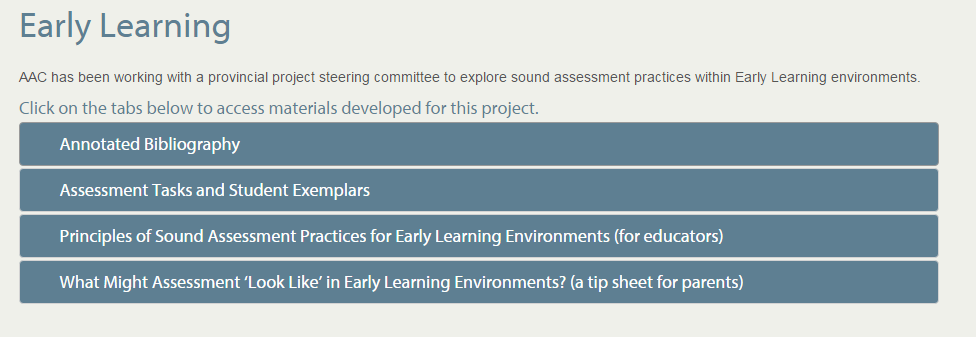 Early Learning
AAC has been working with a provincial project steering committee to explore sound assessment practices within Early Learning environments.
Click on the tabs below to access materials developed for this project.
Annotated Bibliography
Assessment Tasks and Student Exemplars
Principles of Sound Assessment Practices for Early Learning Environments (for educators)
What Might Assessment ‘Look Like’ in Early Learning Environments? (a tip sheet for parents)